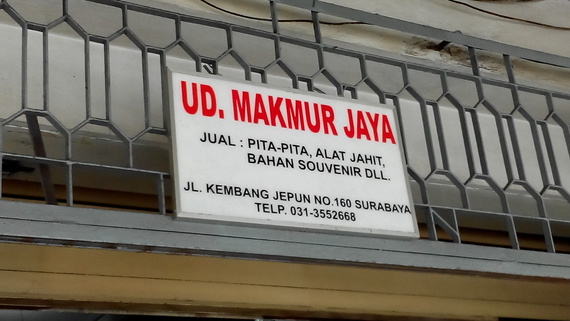 UD. MAKMUR JAYA
JUAL : PITA-PITA, ALAT JAHIT,
BAHAN SOUVENIR DLL.
JL. KEMBANG JEPUN NO.160 SURABAYA
TELP. 031-3552668